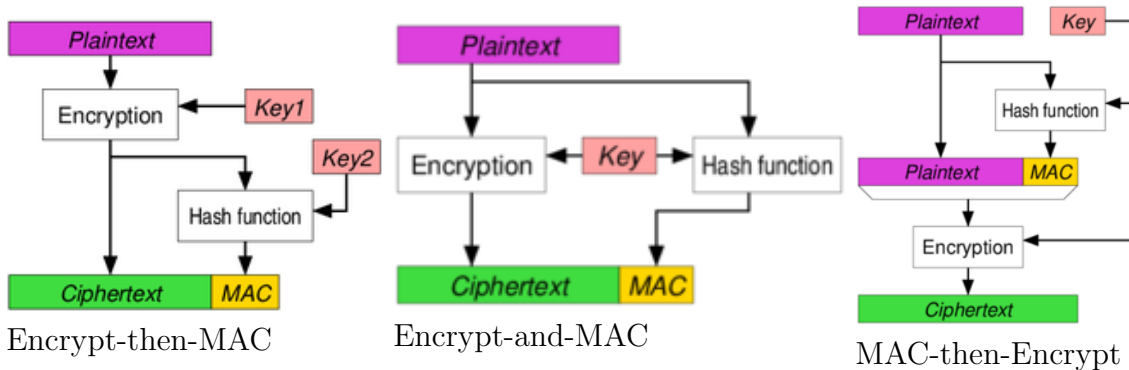 Plaintext
Encryption
Key1
Key2
Hash function
Ciphertext MAC
Encrypt-then-MAC
Plaintext
Encryption
Key
Hash function
Ciphertext MAC
Encrypt-and-MAC
Plaintext
Key
Hash function
Plaintext MAC
Encryption
Ciphertext
MAC-then-Encrypt